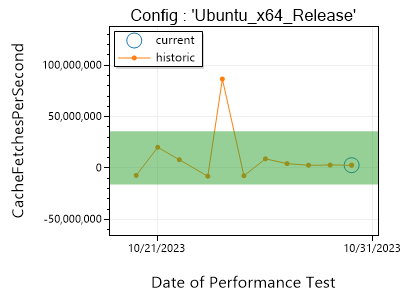 Config : 'Ubuntu_x64_Release'
current
historic
CacheFetchesPerSecond
100,000,000
50,000,000
0
-50,000,000
10/21/2023
10/31/2023
Date of Performance Test